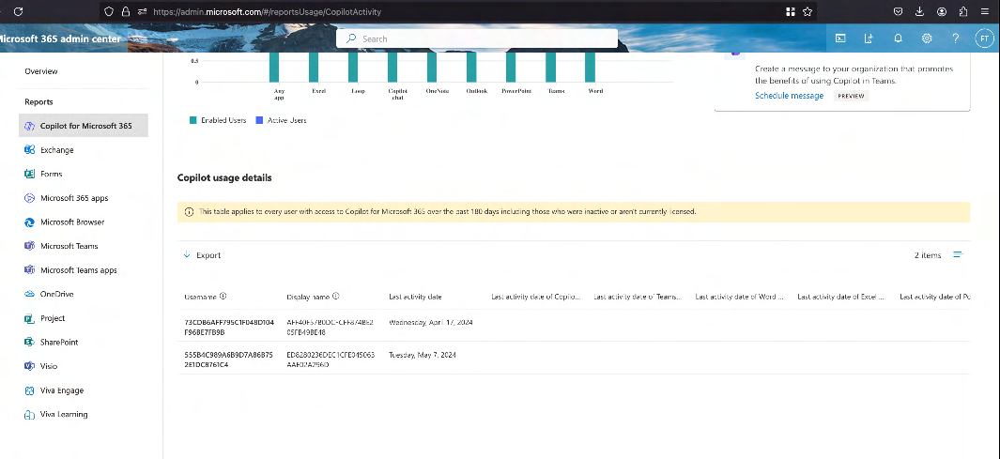 https://admin.microsoft.com/#/reportsUsage/CopilotActivity
Microsoft 365 admin center
Search
FT
Overview
Reports
Copilot for Microsoft 365
Exchange
Forms
Microsoft 365 apps
Microsoft Browser
Microsoft Teams
Microsoft Teams apps
OneDrive
Project
SharePoint
Visio
Viva Engage
Viva Learning
0.5
0
Any app
Excel
Loop
Copilot chat
OneNote
Outlook
PowerPoint
Teams
Word
Enabled Users
Active Users
Create a message to your organization that promotes
the benefits of using Copilot in Teams.
Schedule message PREVIEW
Copilot usage details
This table applies to every user with access to Copilot for Microsoft 365 over the past 180 days including those who were inactive or aren't currently licensed.
Export
2 items
Username Display name Last activity date Last activity date of Copilo... Last activity date of Teams... Last activity date of Word ... Last activity date of Excel ... Last activity date of Po
73CDB6AFF795C1F048D104
F96BE7FB9B
05FB49BE48
Wednesday, April 17, 2024
555B4C989A6B9D7A86B75
2E1DC8761C4
ED8280236DEC1CFE045063
AAE02A296D
Tuesday, May 7, 2024